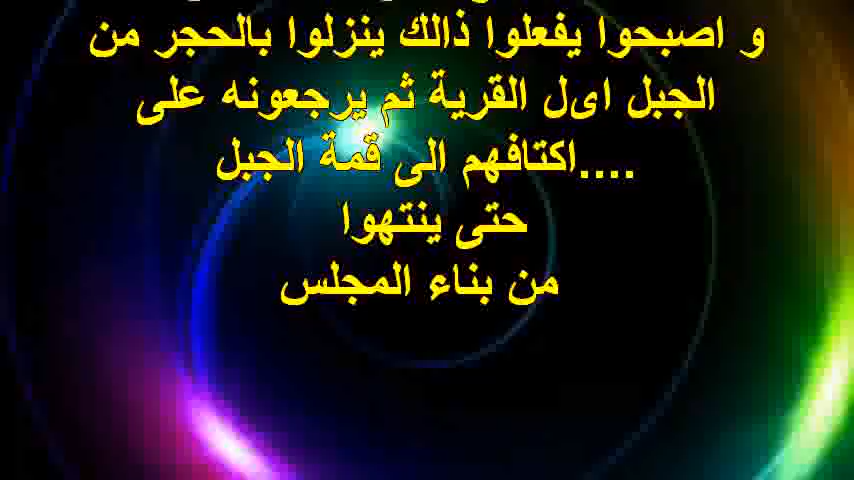 و اصبحوا يفعلوا ذالك ينزلوا بالحجر من
الجبل اىل القرية ثم يرجعونه على
اكتافهم الى قمة الجبل....
حتى ينتهوا
من بناء المجلس